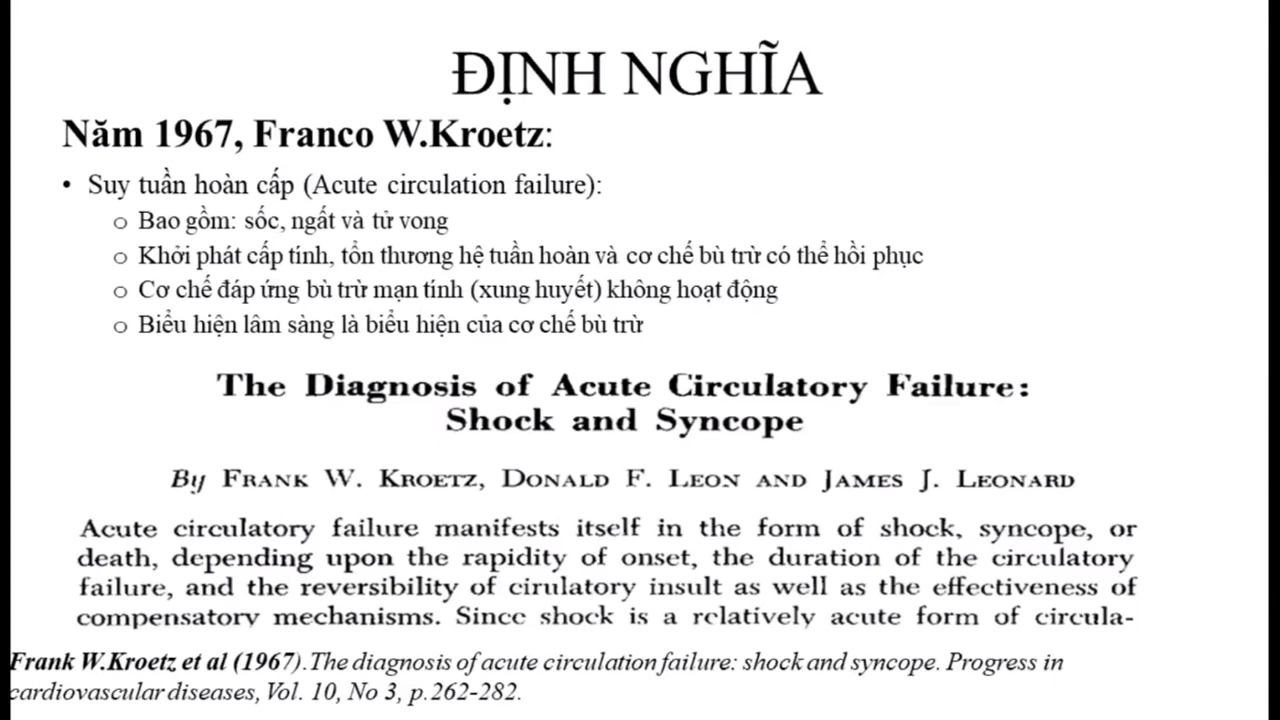 ĐỊNH NGHĨA
Năm 1967, Franco W.Kroetz:
• Suy tuần hoàn cấp (Acute circulation failure):
o Bao gồm: sốc, ngất và tử vong
o Khởi phát cấp tính, tổn thương hệ tuần hoàn và cơ chế bù trừ có thể hồi phục
o Cơ chế đáp ứng bù trừ mạn tính (xung huyết) không hoạt động
o Biểu hiện lâm sàng là biểu hiện của cơ chế bù trừ
The Diagnosis of Acute Circulatory Failure:
Shock and Syncope
By FRANK W. KROETZ, DONALD F. LEON AND JAMES J. LEONARD
Acute circulatory failure manifests itself in the form of shock, syncope, or
death, depending upon the rapidity of onset, the duration of the circulatory
failure, and the reversibility of cirulatory insult as well as the effectiveness of
compensatory mechanisms. Since shock is a relatively acute form of circula-
Frank W.Kroetz et al (1967).The diagnosis of acute circulation failure: shock and syncope. Progress in
cardiovascular diseases, Vol. 10, No 3, p.262-282.